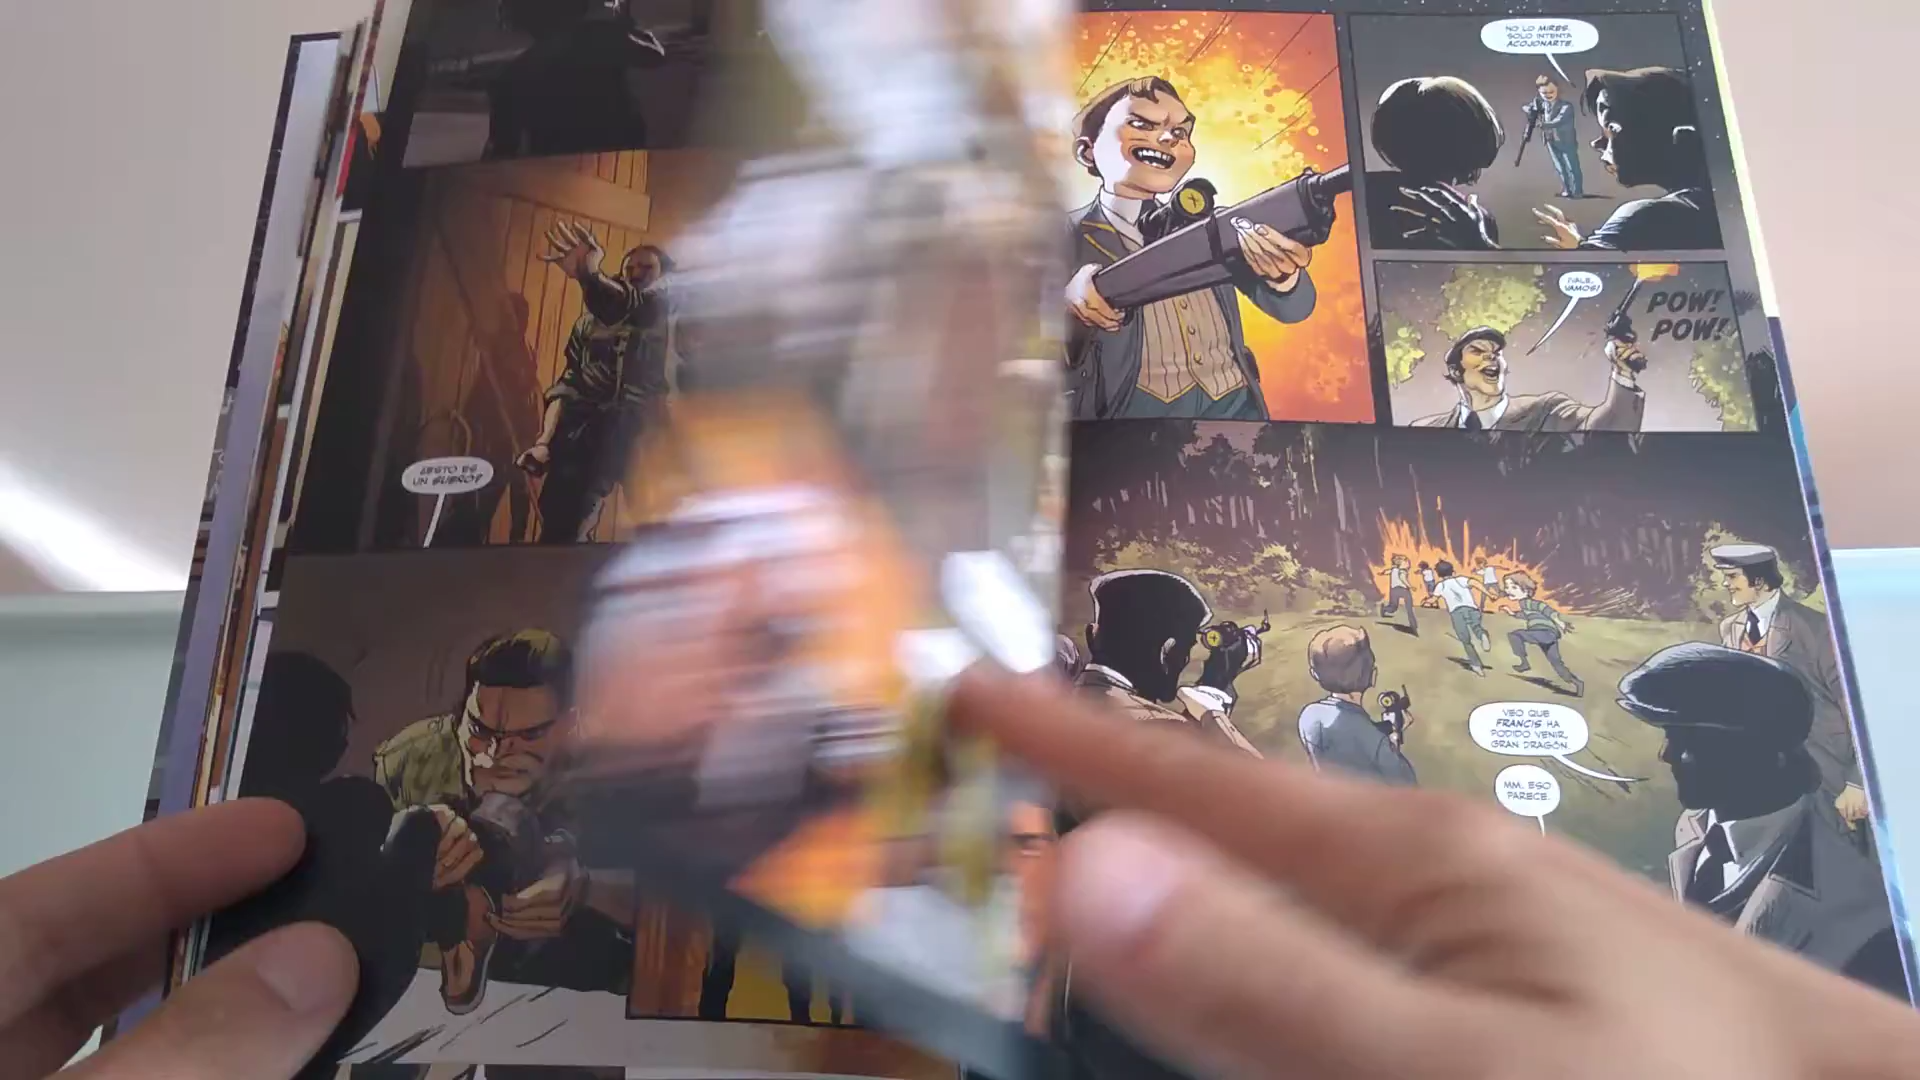 ¿ESTO ES
UN SUERO?
NO LO MIRES.
SOLO INTENTA
ACOJONARTE.
¡VALE,
VAMOS!
POW!
POW!
VEO QUE
FRANCIS HA
PODIDO VENIR,
GRAN DRAGÓN.
MM. ESO
PARECE.